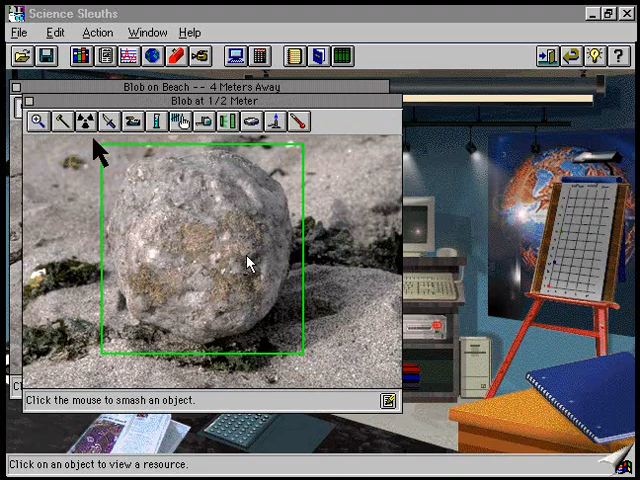 Science Sleuths
File Edit Action Window Help
Blob on Beach -- 4 Meters Away
Blob at 1/2 Meter
Click the mouse to smash an object.
Click on an object to view a resource.